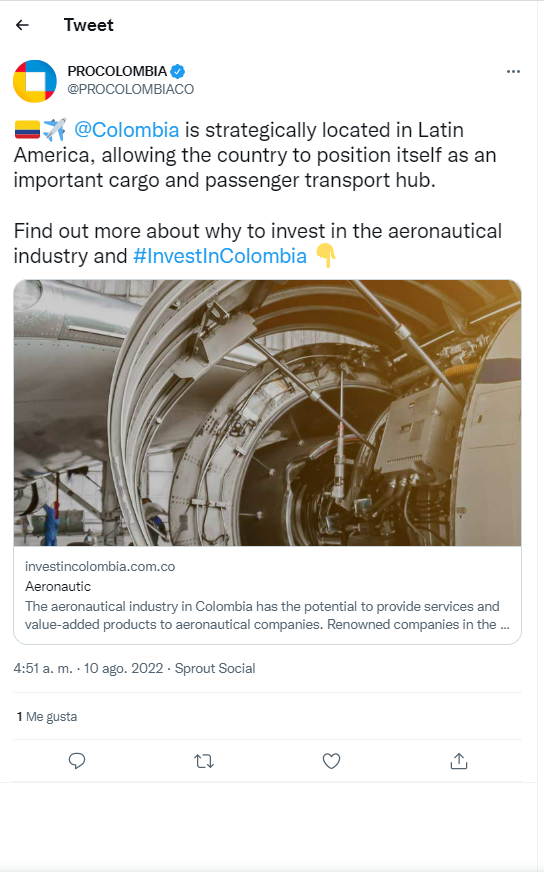 Tweet
PROCOLOMBIA
@PROCOLOMBIACO
@Colombia is strategically located in Latin
America, allowing the country to position itself as an
important cargo and passenger transport hub.
Find out more about why to invest in the aeronautical
industry and #InvestInColombia
investincolombia.com.co
Aeronautic
The aeronautical industry in Colombia has the potential to provide services and
value-added products to aeronautical companies. Renowned companies in the ...
4:51 a. m. · 10 ago. 2022 · Sprout Social
1 Me gusta